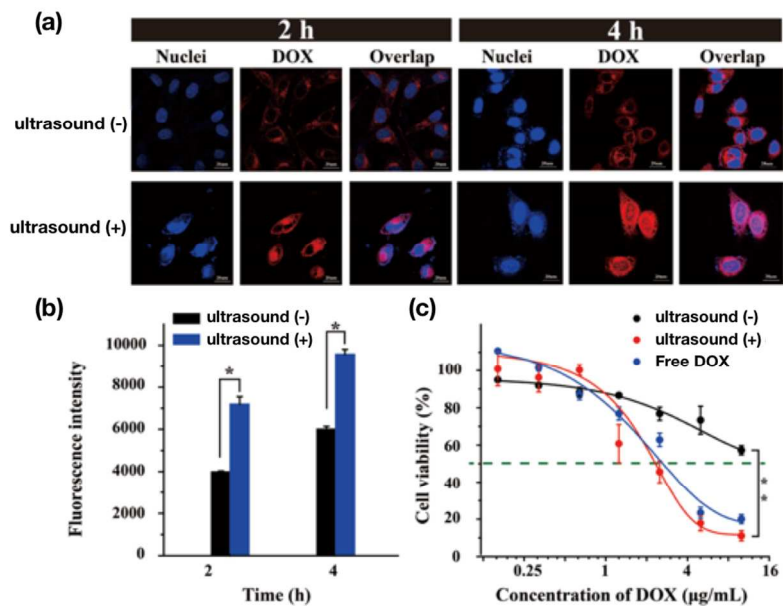 (a)
2 h
4 h
Nuclei
DOX
Overlap
Nuclei
DOX
Overlap
ultrasound (-)
ultrasound (+)
(b)
ultrasound (-)
ultrasound (+)
Fluorescence intensity
10000
8000
6000
4000
2000
0
*
*
2
4
Time (h)
(c)
ultrasound (-)
ultrasound (+)
Free DOX
Cell viability (%)
100
80
60
40
20
0
**
0.25
1
4
16
Concentration of DOX (μg/mL)